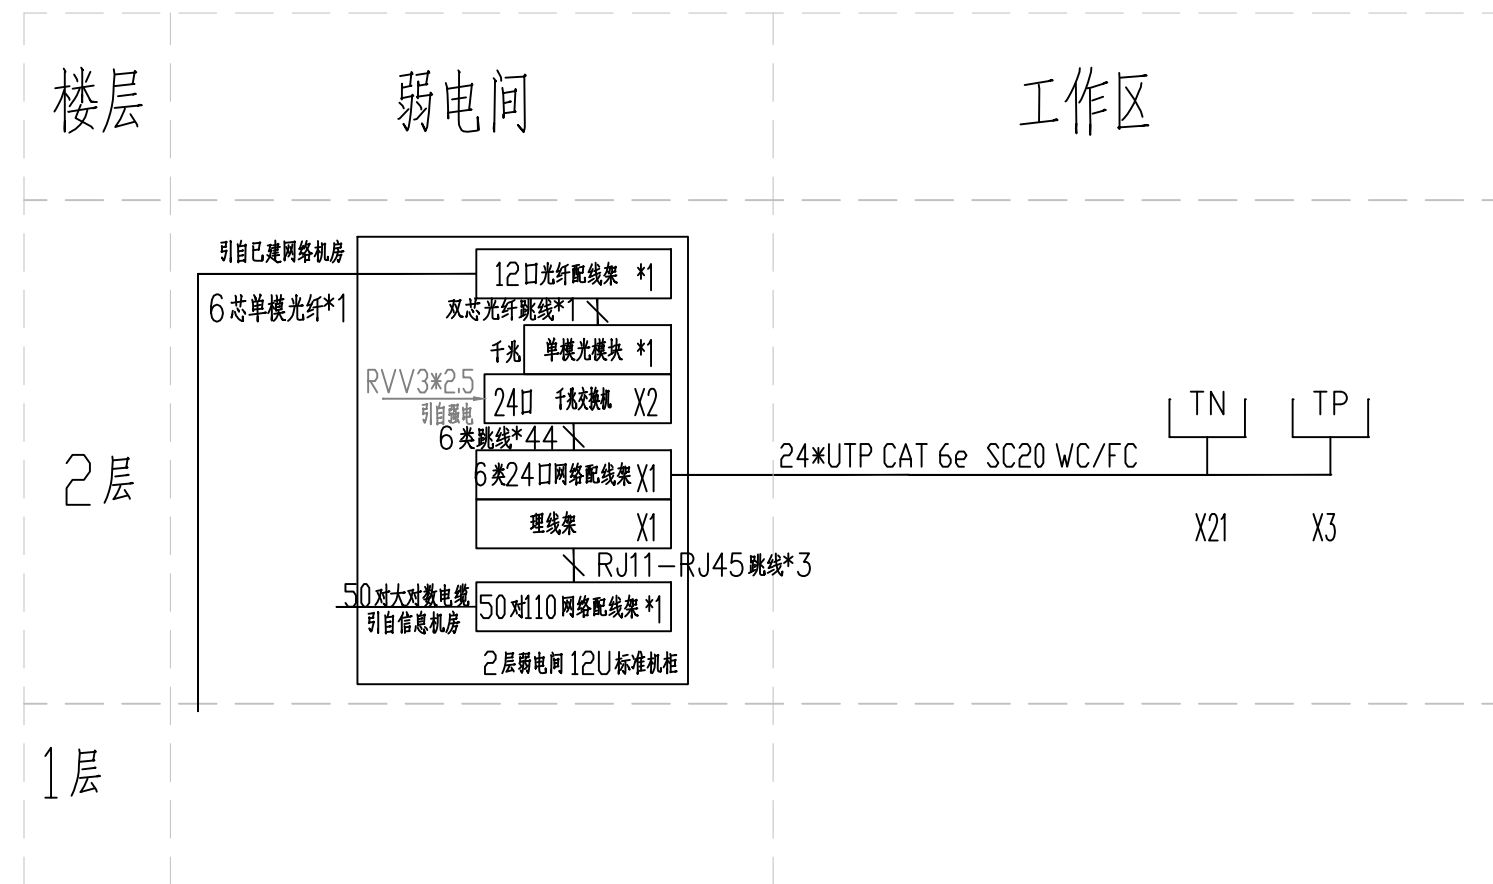 楼层
弱电间
工作区
引自已建网络机房
6芯单模光纤*1
12口光纤配线架 *1
双芯光纤跳线*1
千兆 单模光模块 *1
RVV3*2.5
引自强电
24口 千兆交换机 X2
6类跳线*44
6类24口网络配线架 X1
24*UTP CAT 6e SC20 WC/FC
TN
TP
X21
X3
2层
理线架 X1
RJ11-RJ45跳线*3
50对大对数电缆
引自信息机房
50对110网络配线架*1
2层弱电间12U标准机柜
1层